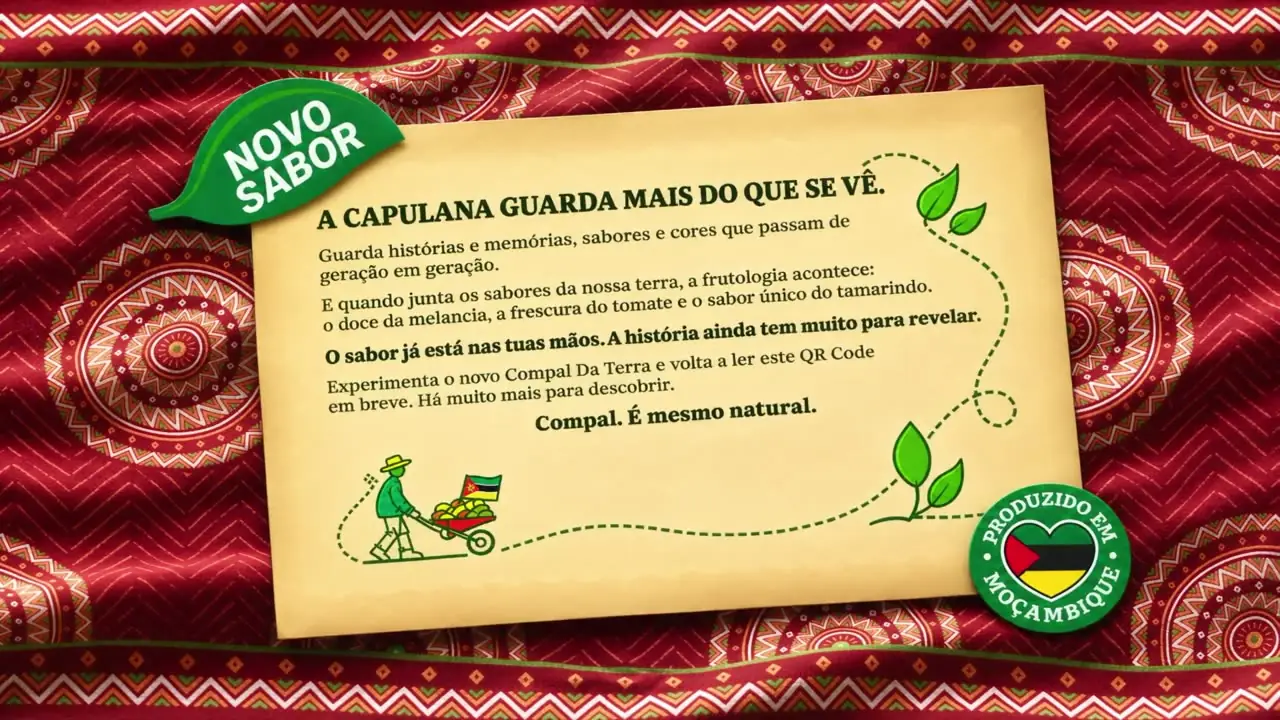 NOVO
SABOR
A CAPULANA GUARDA MAIS DO QUE SE VÊ.
Guarda histórias e memórias, sabores e cores que passam de
geração em geração.
E quando junta os sabores da nossa terra, a frutologia acontece:
o doce da melancia, a frescura do tomate e o sabor único do tamarindo.
O sabor já está nas tuas mãos. A história ainda tem muito para revelar.
Experimenta o novo Compal Da Terra e volta a ler este QR Code
em breve. Há muito mais para descobrir.
Compal. É mesmo natural.
PRODUZIDO EM
MOÇAMBIQUE